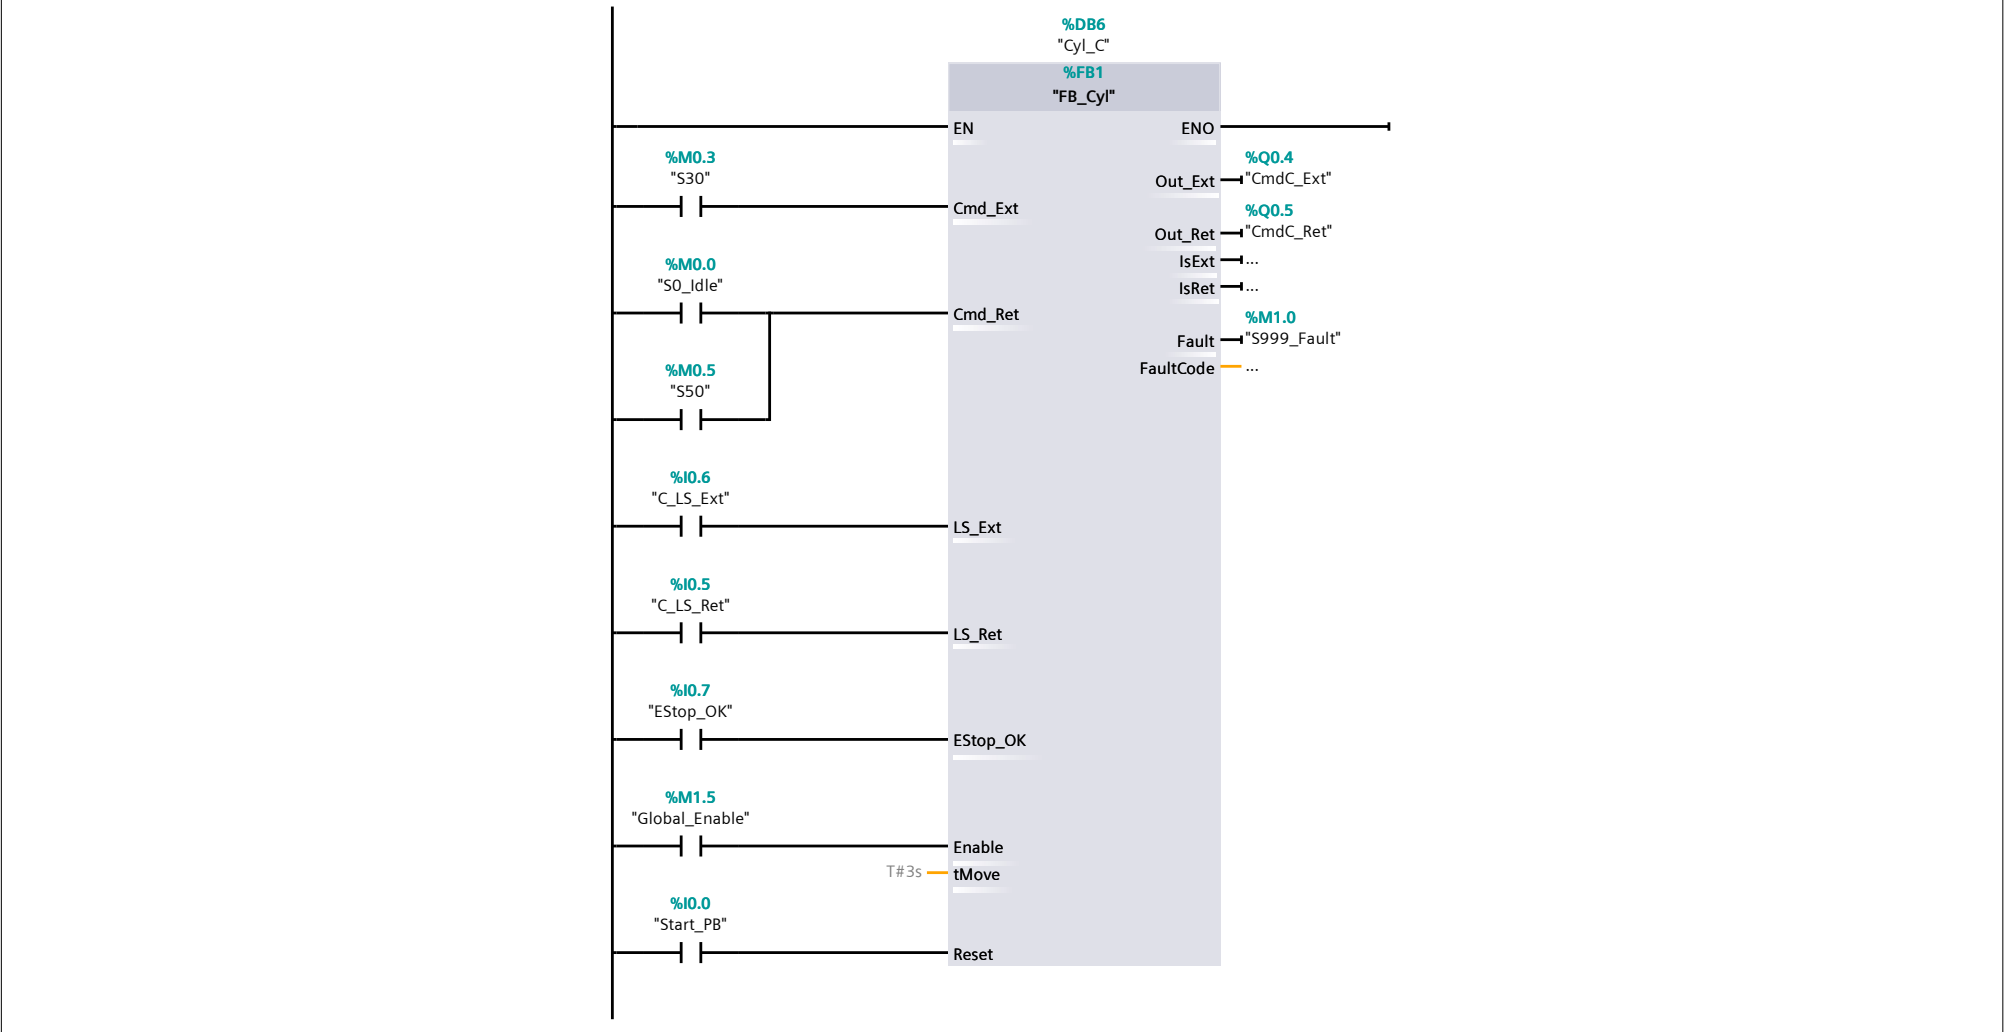 %DB6
"Cyl_C"
%FB1
"FB_Cyl"
EN
ENO
%M0.3
"S30"
Cmd_Ext
%Q0.4
Out_Ext
"CmdC_Ext"
%Q0.5
Out_Ret
"CmdC_Ret"
%M0.0
"S0_Idle"
Cmd_Ret
IsExt
...
IsRet
...
%M1.0
Fault
"S999_Fault"
FaultCode
...
%M0.5
"S50"
%I0.6
"C_LS_Ext"
LS_Ext
%I0.5
"C_LS_Ret"
LS_Ret
%I0.7
"EStop_OK"
EStop_OK
%M1.5
"Global_Enable"
Enable
T#3s
tMove
%I0.0
"Start_PB"
Reset